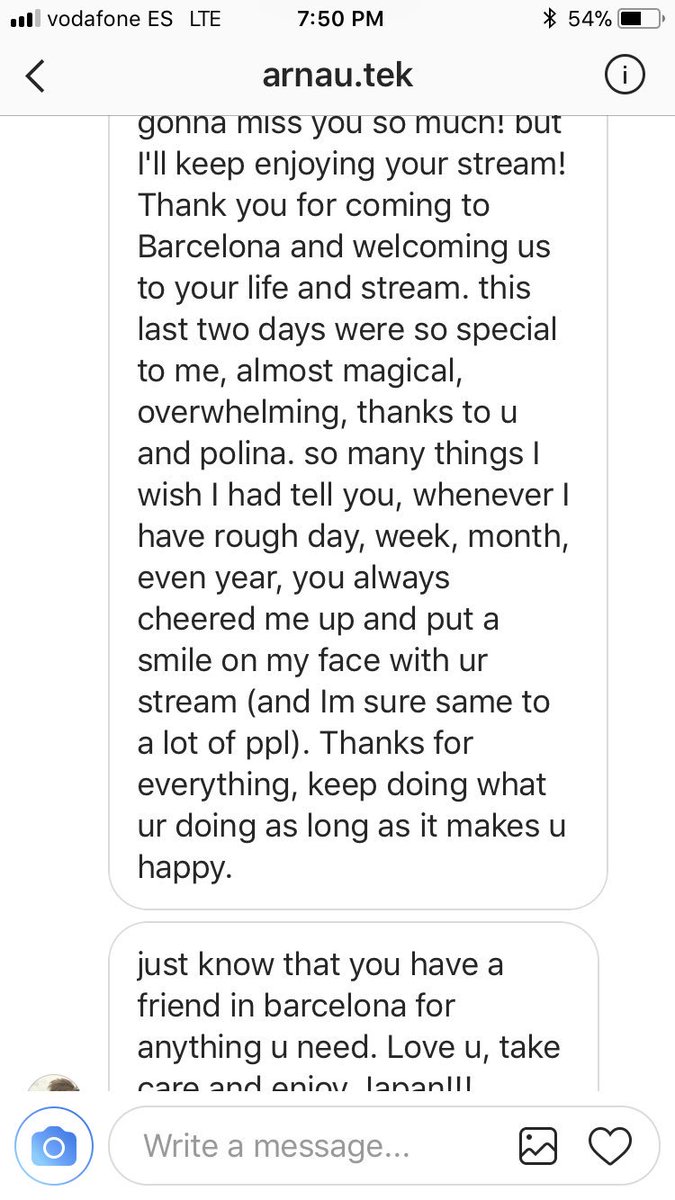 vodafone ES LTE 7:50 PM 54%
arnau.tek
gonna miss you so much! but
I'll keep enjoying your stream!
Thank you for coming to
Barcelona and welcoming us
to your life and stream. this
last two days were so special
to me, almost magical,
overwhelming, thanks to u
and polina. so many things I
wish I had tell you, whenever I
have rough day, week, month,
even year, you always
cheered me up and put a
smile on my face with ur
stream (and Im sure same to
a lot of ppl). Thanks for
everything, keep doing what
ur doing as long as it makes u
happy.
just know that you have a
friend in barcelona for
anything u need. Love u, take
care and enjoy Japan!!!
Write a message...